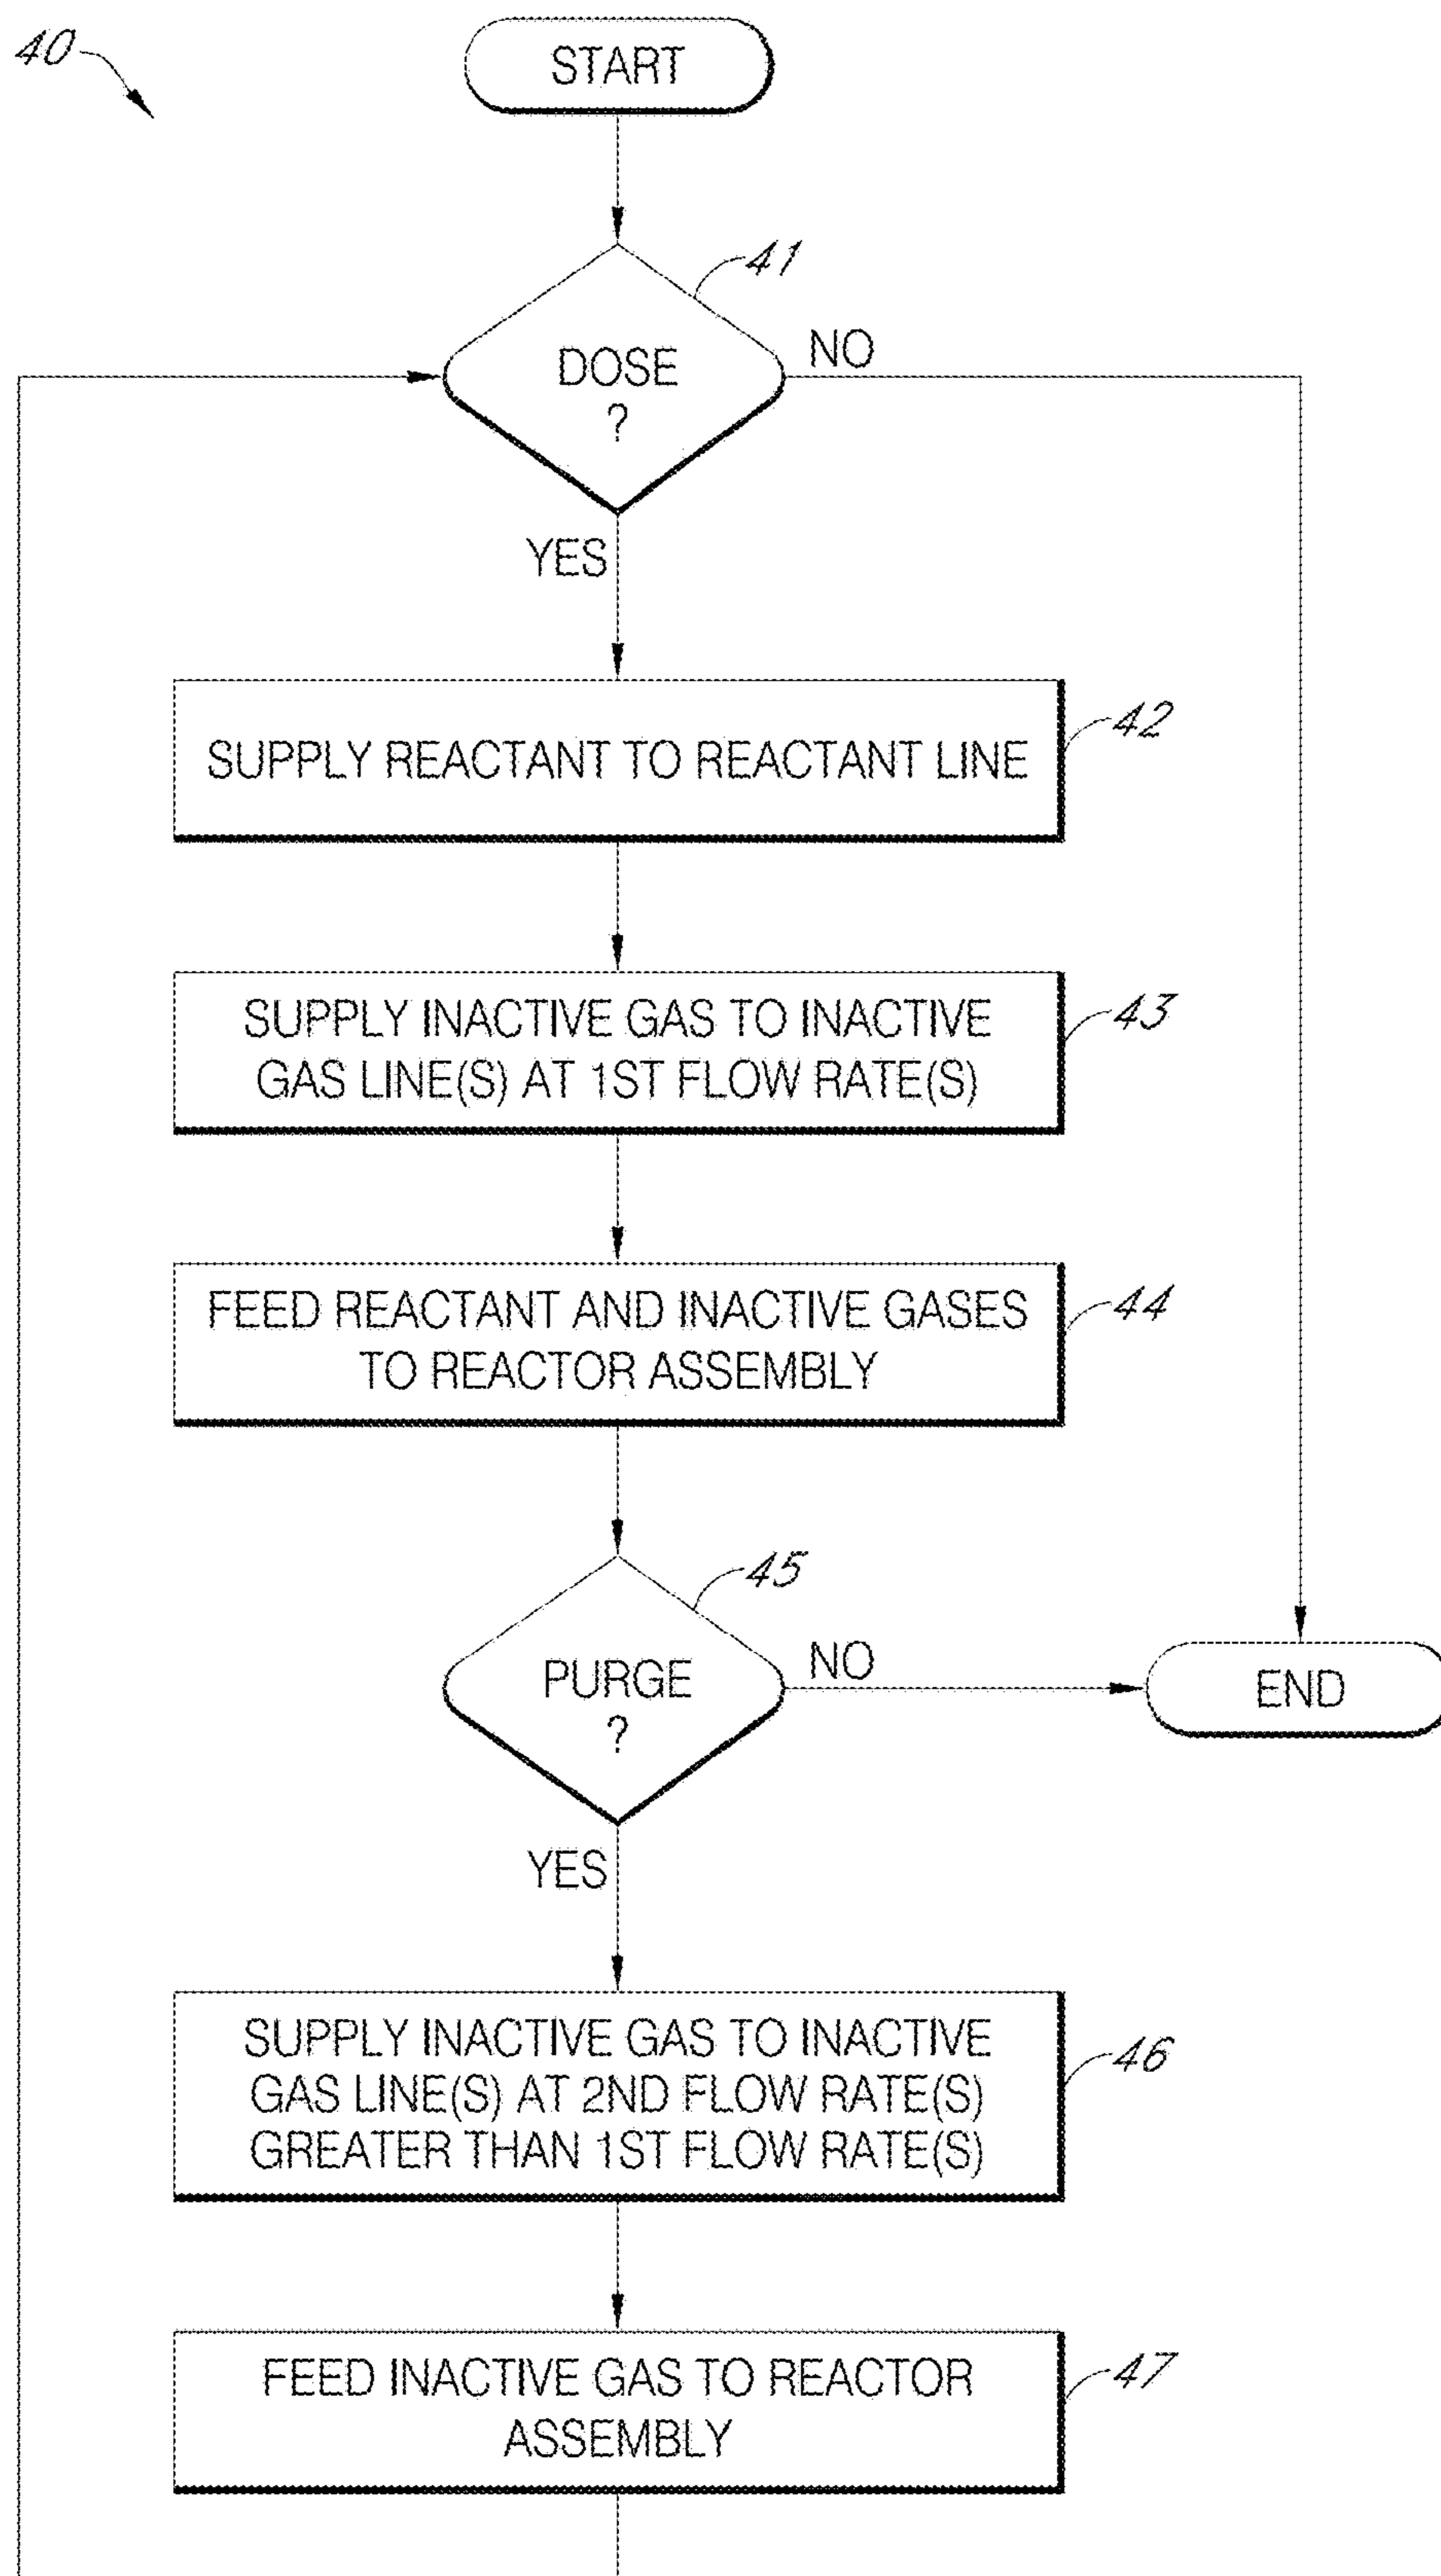 40
START
41
DOSE
?
NO
YES
SUPPLY REACTANT TO REACTANT LINE
42
SUPPLY INACTIVE GAS TO INACTIVE
GAS LINE(S) AT 1ST FLOW RATE(S)
43
FEED REACTANT AND INACTIVE GASES
TO REACTOR ASSEMBLY
44
45
PURGE
?
NO
END
YES
SUPPLY INACTIVE GAS TO INACTIVE
GAS LINE(S) AT 2ND FLOW RATE(S)
GREATER THAN 1ST FLOW RATE(S)
46
FEED INACTIVE GAS TO REACTOR
ASSEMBLY
47